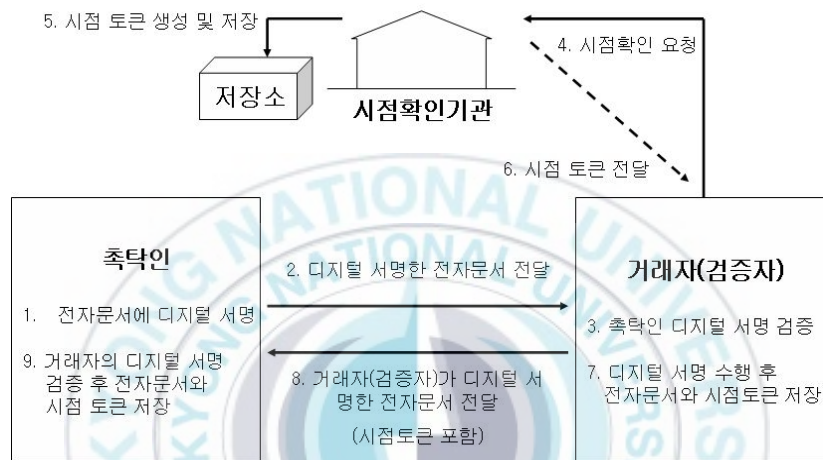 5. 시점 토큰 생성 및 저장
4. 시점확인 요청
저장소
시점확인기관
6. 시점 토큰 전달
촉탁인
거래자(검증자)
2. 디지털 서명한 전자문서 전달
1. 전자문서에 디지털 서명
3. 촉탁인 디지털 서명 검증
9. 거래자의 디지털 서명
검증 후 전자문서와
시점 토큰 저장
8. 거래자(검증자)가 디지털 서
명한 전자문서 전달
(시점토큰 포함)
7. 디지털 서명 수행 후
전자문서와 시점토큰 저장
NATIONAL
NATIONAL